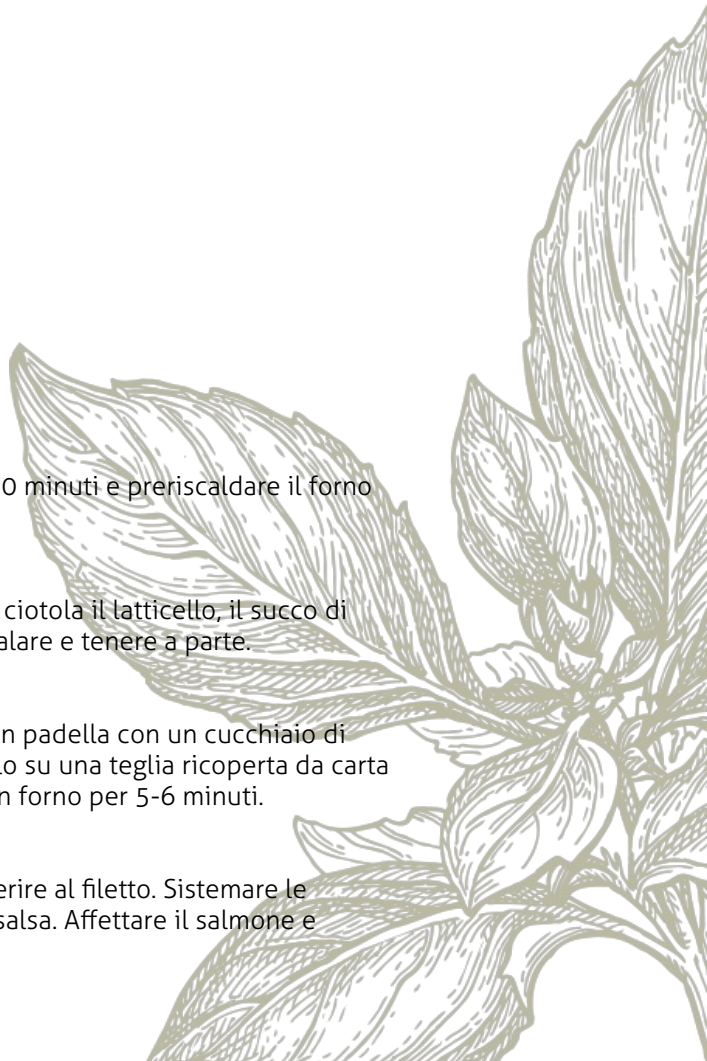 0 minuti e preriscaldare il forno
ciotola il latticello, il succo di
alare e tenere a parte.
n padella con un cucchiaio di
lo su una teglia ricoperta da carta
n forno per 5-6 minuti.
erire al filetto. Sistemare le
salsa. Affettare il salmone e